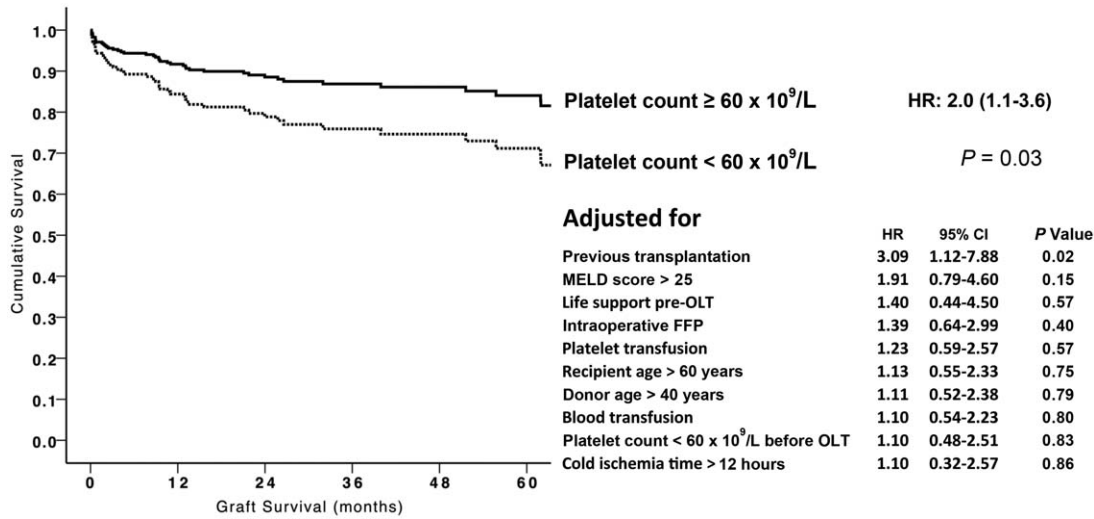 Cumulative Survival
1.0
0.9
0.8
0.7
0.6
0.5
0.4
0.3
0.2
0.1
0.0
0 12 24 36 48 60
Graft Survival (months)
Platelet count ≥ 60 x 10⁹/L HR: 2.0 (1.1-3.6)
Platelet count < 60 x 10⁹/L P = 0.03
Adjusted for
HR 95% CI P Value
Previous transplantation 3.09 1.12-7.88 0.02
MELD score > 25 1.91 0.79-4.60 0.15
Life support pre-OLT 1.40 0.44-4.50 0.57
Intraoperative FFP 1.39 0.64-2.99 0.40
Platelet transfusion 1.23 0.59-2.57 0.57
Recipient age > 60 years 1.13 0.55-2.33 0.75
Donor age > 40 years 1.11 0.52-2.38 0.79
Blood transfusion 1.10 0.54-2.23 0.80
Platelet count < 60 x 10⁹/L before OLT 1.10 0.48-2.51 0.83
Cold ischemia time > 12 hours 1.10 0.32-2.57 0.86